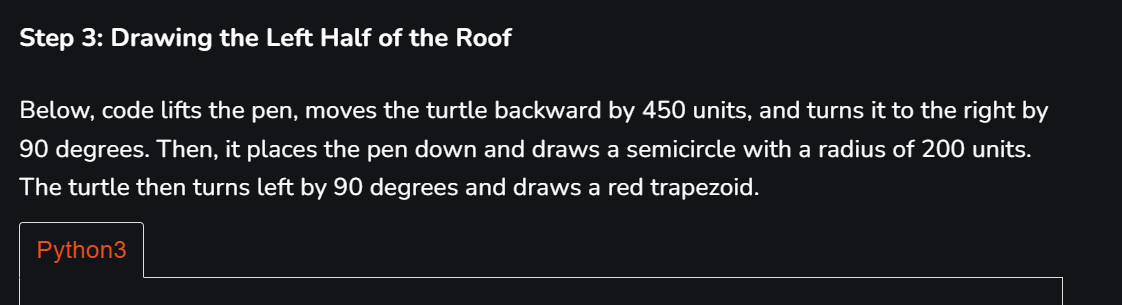 Step 3: Drawing the Left Half of the Roof
Below, code lifts the pen, moves the turtle backward by 450 units, and turns it to the right by
90 degrees. Then, it places the pen down and draws a semicircle with a radius of 200 units.
The turtle then turns left by 90 degrees and draws a red trapezoid.
Python3